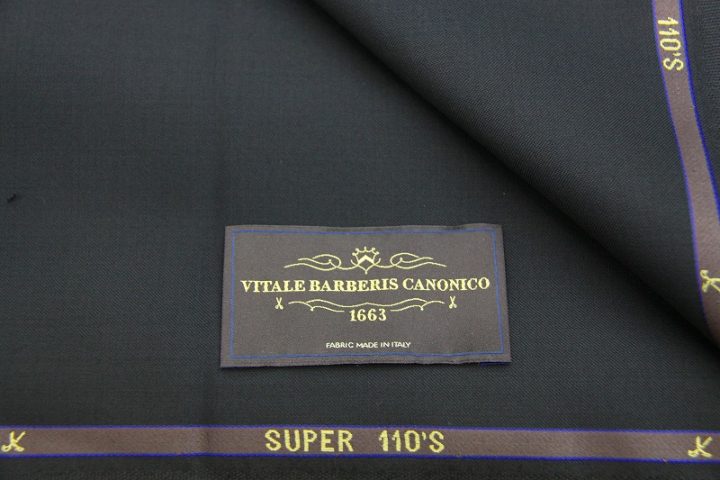 110'S
VITALE BARBERIS CANONICO
1663
FABRIC MADE IN ITALY
SUPER 110'S